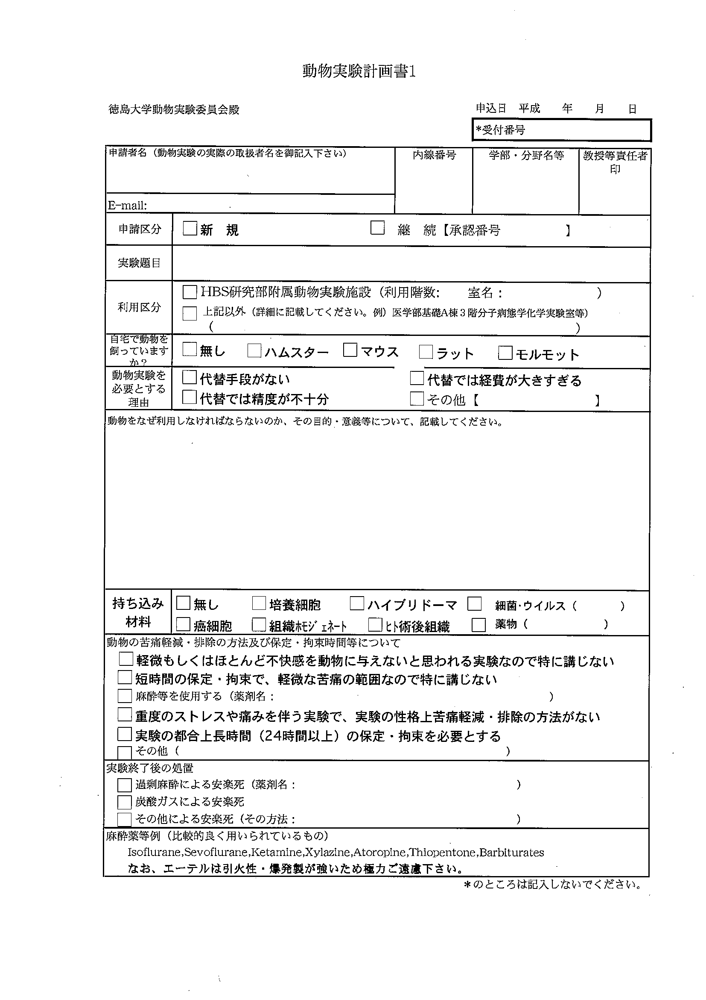 動物実験計画書1
徳島大学動物実験委員会殿
申込日 平成 年 月 日
*受付番号
申請者名（動物実験の実際の取扱者名を御記入下さい）
内線番号
学部・分野名等
教授等責任者
印
E-mail:
申請区分
□新 規
□ 継 続【承認番号 】
実験題目
利用区分
□HBS研究部附属動物実験施設（利用階数: 室名： ）
□上記以外（詳細に記載してください。例）医学部基礎A棟３階分子病態学化学実験室等）
（ ）
自宅で動物を
飼っています
か？
□無し □ハムスター □マウス □ラット □モルモット
動物実験を
必要とする
理由
□代替手段がない □代替では経費が大きすぎる
□代替では精度が不十分 □その他【 】
動物をなぜ利用しなければならないのか、その目的・意義等について、記載してください。
持ち込み
材料
□無し □培養細胞 □ハイブリドーマ □ 細菌・ウイルス（ ）
□癌細胞 □組織ﾎﾓｼﾞｪﾈｰﾄ □ﾋﾄ術後組織 □ 薬物（ ）
動物の苦痛軽減・排除の方法及び保定・拘束時間等について
□軽微もしくはほとんど不快感を動物に与えないと思われる実験なので特に講じない
□短時間の保定・拘束で、軽微な苦痛の範囲なので特に講じない
□麻酔等を使用する（薬剤名： ）
□重度のストレスや痛みを伴う実験で、実験の性格上苦痛軽減・排除の方法がない
□実験の都合上長時間（24時間以上）の保定・拘束を必要とする
□その他（ ）
実験終了後の処置
□過剰麻酔による安楽死（薬剤名： ）
□炭酸ガスによる安楽死
□その他による安楽死（その方法： ）
麻酔薬等例（比較的良く用いられているもの）
Isoflurane,Sevoflurane,Ketamine,Xylazine,Atoropine,Thiopentone,Barbiturates
なお、エーテルは引火性・爆発製が強いため極力ご遠慮下さい。
＊のところは記入しないでください。